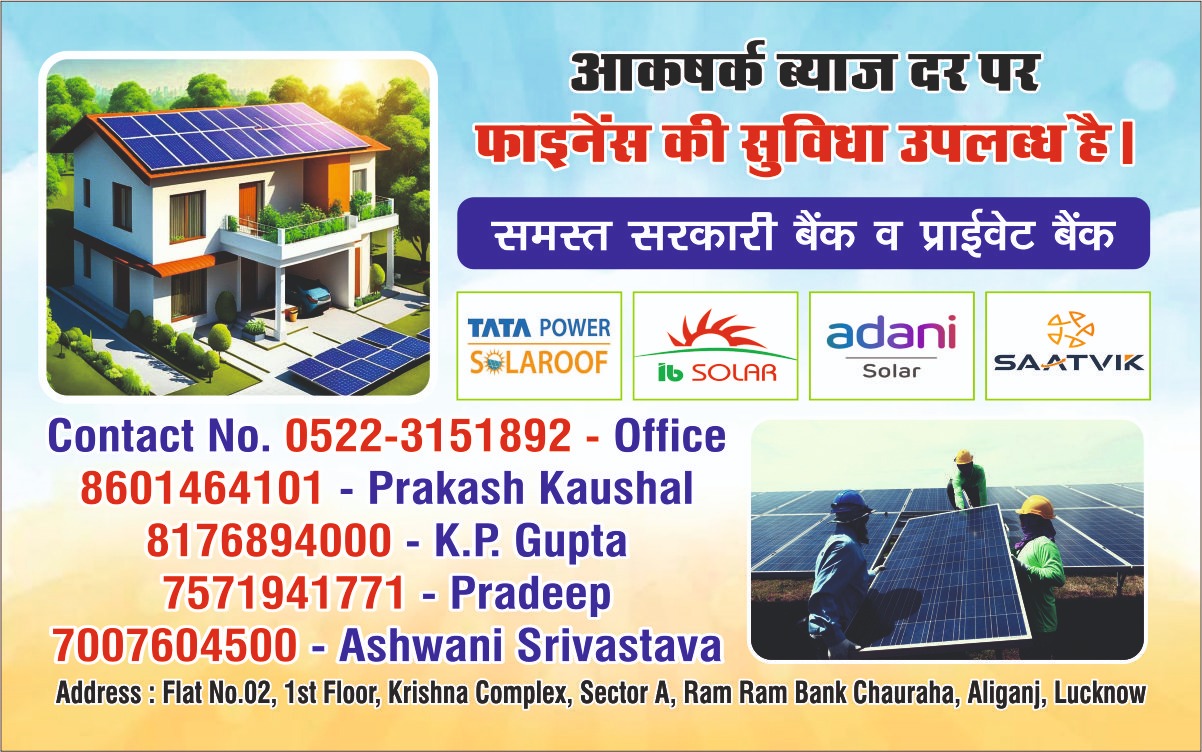 आकषर्क ब्याज दर पर
फाइनेंस की सुविधा उपलब्ध है।
समस्त सरकारी बैंक व प्राईवेट बैंक
TATA POWER
SOLAROOF
ib SOLAR
adani
Solar
SAATVIK
Contact No. 0522-3151892 - Office
8601464101 - Prakash Kaushal
8176894000 - K.P. Gupta
7571941771 - Pradeep
7007604500 - Ashwani Srivastava
Address : Flat No.02, 1st Floor, Krishna Complex, Sector A, Ram Ram Bank Chauraha, Aliganj, Lucknow